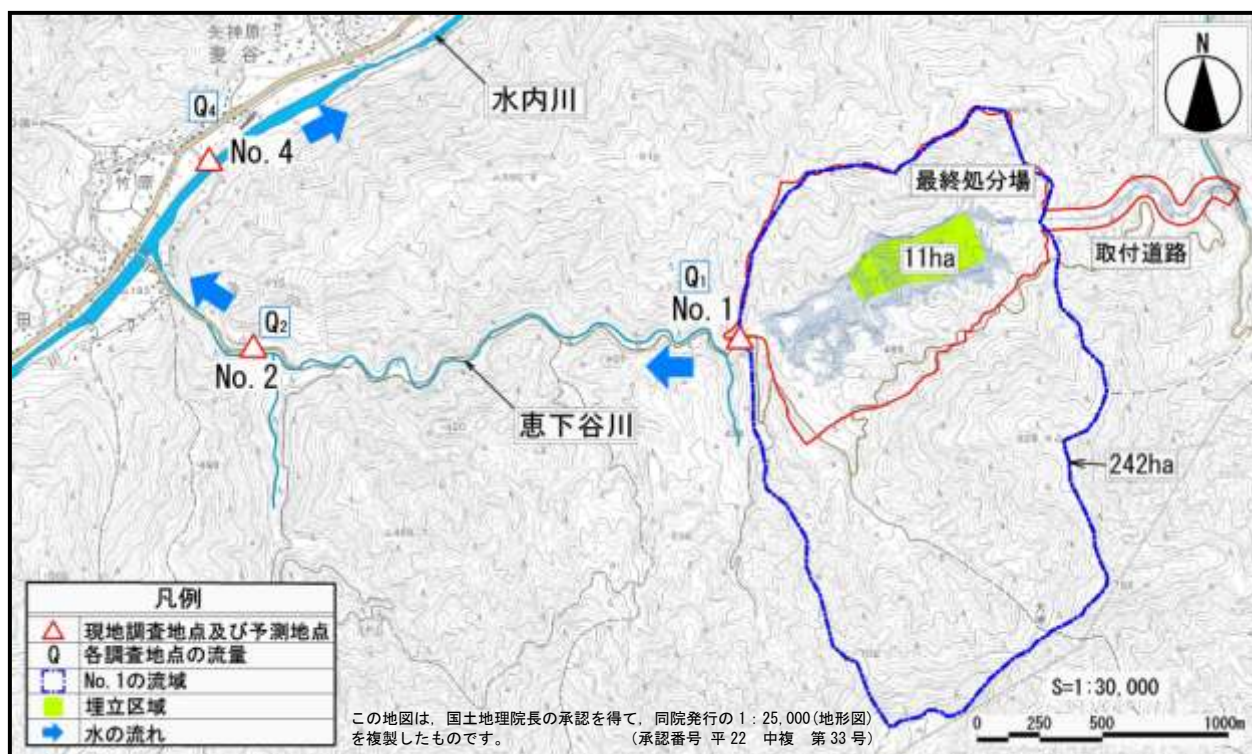 矢神原
麦谷
水内川
N
Q4
No. 4
最終処分場
竹原
11ha
取付道路
Q1
No. 1
Q2
No. 2
恵下谷川
242ha
凡例
現地調査地点及び予測地点
Q 各調査地点の流量
No.1の流域
埋立区域
水の流れ
S=1:30,000
0 250 500 1000m
この地図は，国土地理院長の承認を得て，同院発行の1：25,000(地形図)
を複製したものです。 (承認番号 平22 中複 第33号)